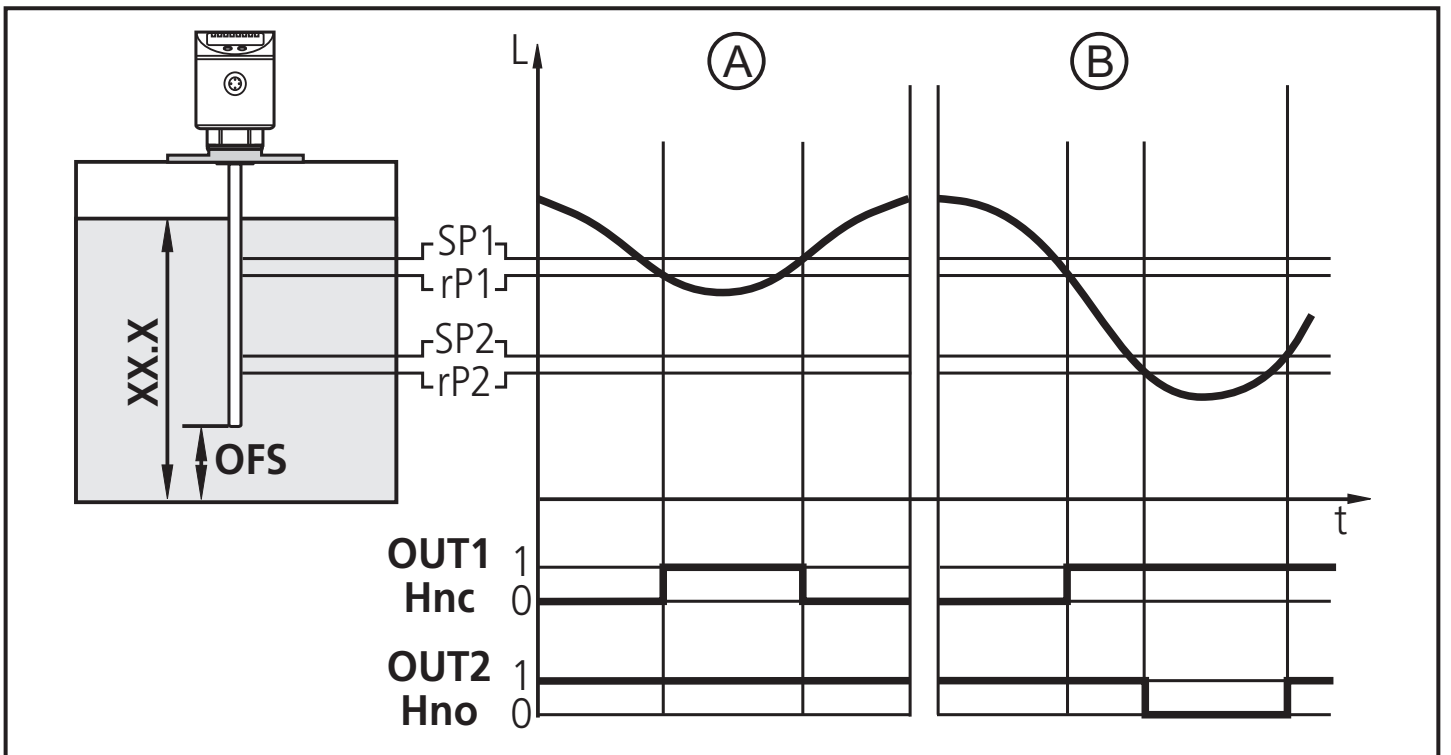 L
A
B
SP1
rP1
SP2
rP2
XX.X
OFS
t
OUT1 1
Hnc 0
OUT2 1
Hno 0